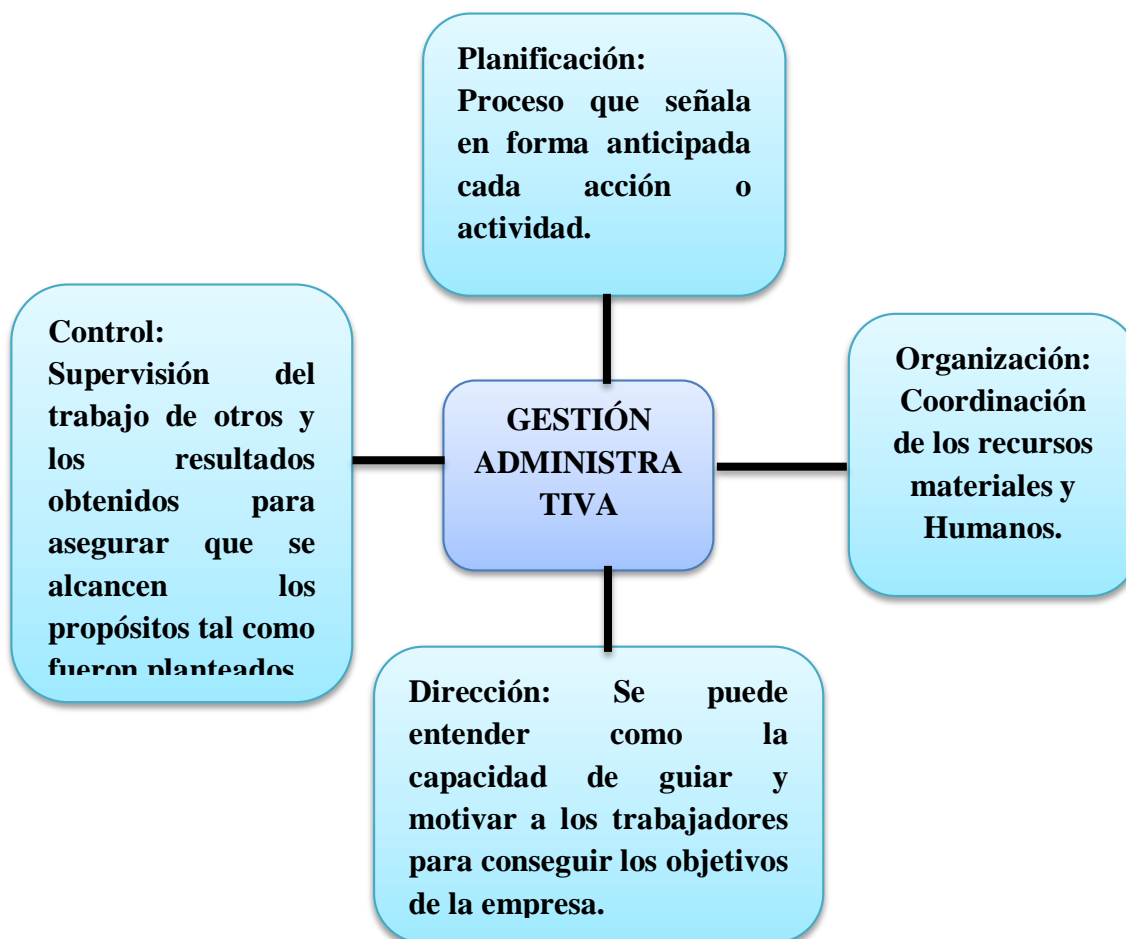 Planificación:
Proceso que señala
en forma anticipada
cada acción o
actividad.
Control:
Supervisión del
trabajo de otros y
los resultados
obtenidos para
asegurar que se
alcancen los
propósitos tal como
fueron planteados
GESTIÓN
ADMINISTRA
TIVA
Organización:
Coordinación
de los recursos
materiales y
Humanos.
Dirección: Se puede
entender como la
capacidad de guiar y
motivar a los trabajadores
para conseguir los objetivos
de la empresa.